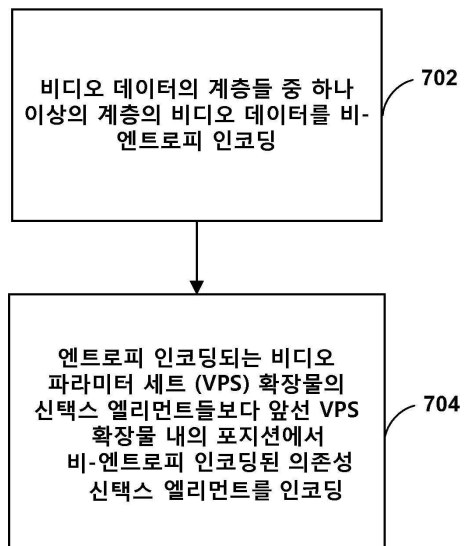 비디오 데이터의 계층들 중 하나
이상의 계층의 비디오 데이터를 비-
엔트로피 인코딩
702
엔트로피 인코딩되는 비디오
파라미터 세트 (VPS) 확장물의
신택스 엘리먼트들보다 앞선 VPS
확장물 내의 포지션에서
비-엔트로피 인코딩된 의존성
신택스 엘리먼트를 인코딩
704